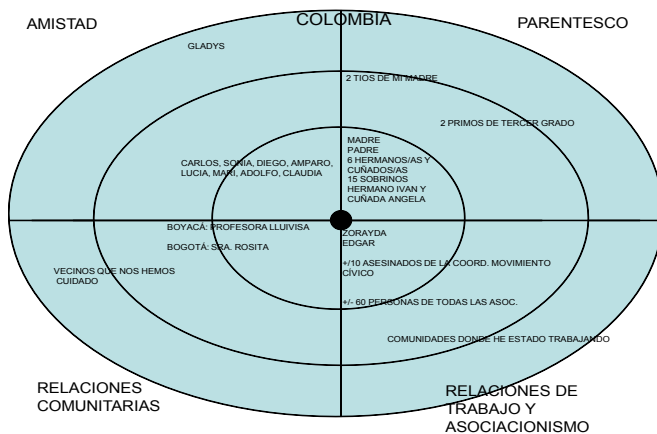 AMISTAD
COLOMBIA
PARENTESCO
GLADYS
2 TIOS DE MI MADRE
2 PRIMOS DE TERCER GRADO
CARLOS, SONIA, DIEGO, AMPARO,
LUCIA, MARI, ADOLFO, CLAUDIA
MADRE
PADRE
6 HERMANOS/AS Y
CUÑADOS/AS
15 SOBRINOS
HERMANO IVAN Y
CUÑADA ANGELA
BOYACÁ: PROFESORA LLUIVISA
BOGOTÁ: SRA. ROSITA
VECINOS QUE NOS HEMOS
CUIDADO
ZORAYDA
EDGAR
+/10 ASESINADOS DE LA COORD. MOVIMIENTO
CÍVICO
+/- 60 PERSONAS DE TODAS LAS ASOC.
COMUNIDADES DONDE HE ESTADO TRABAJANDO
RELACIONES
COMUNITARIAS
RELACIONES DE
TRABAJO Y
ASOCIACIONISMO